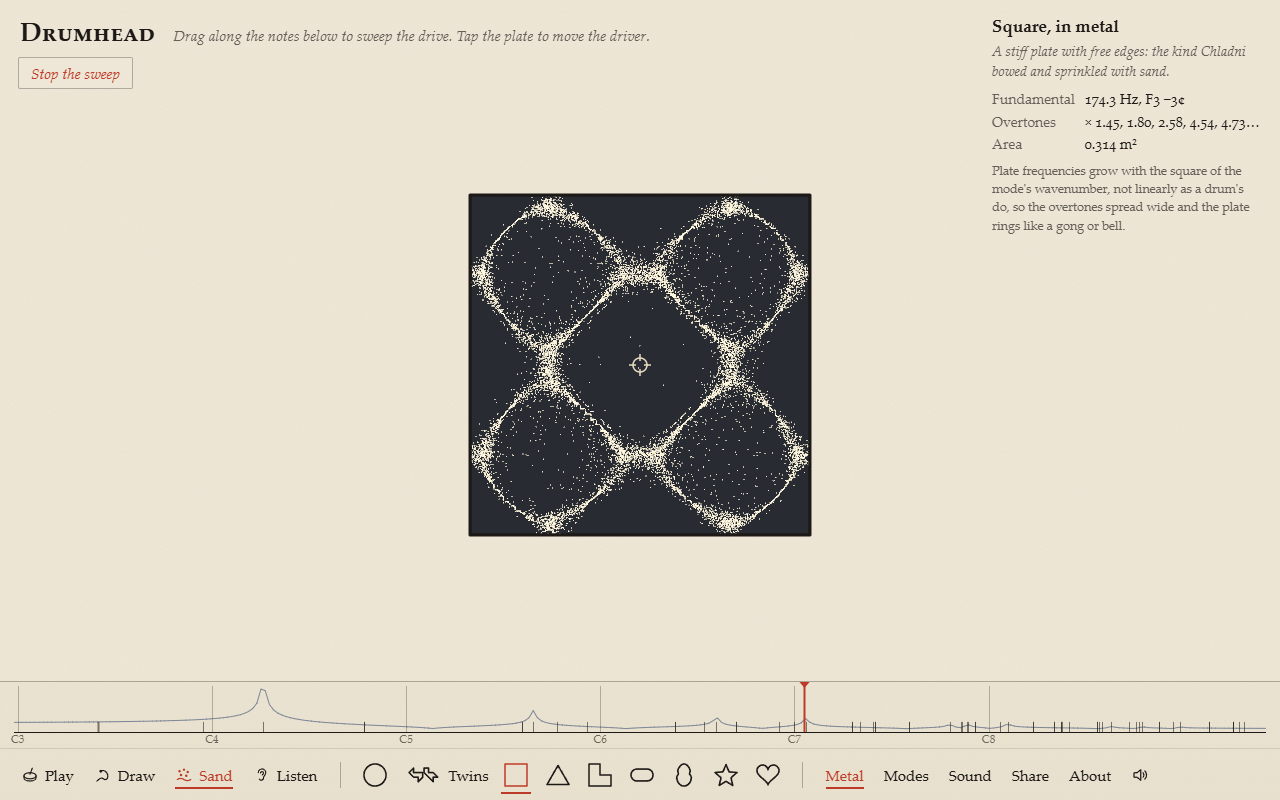 Drumhead Drag along the notes below to sweep the drive. Tap the plate to move the driver.
Stop the sweep
Square, in metal
A stiff plate with free edges: the kind Chladni
bowed and sprinkled with sand.
Fundamental 174.3 Hz, F3 −3¢
Overtones × 1.45, 1.80, 2.58, 4.54, 4.73…
Area 0.314 m²
Plate frequencies grow with the square of the
mode's wavenumber, not linearly as a drum's
do, so the overtones spread wide and the plate
rings like a gong or bell.
C3 C4 C5 C6 C7 C8
Play Draw Sand Listen Twins Metal Modes Sound Share About